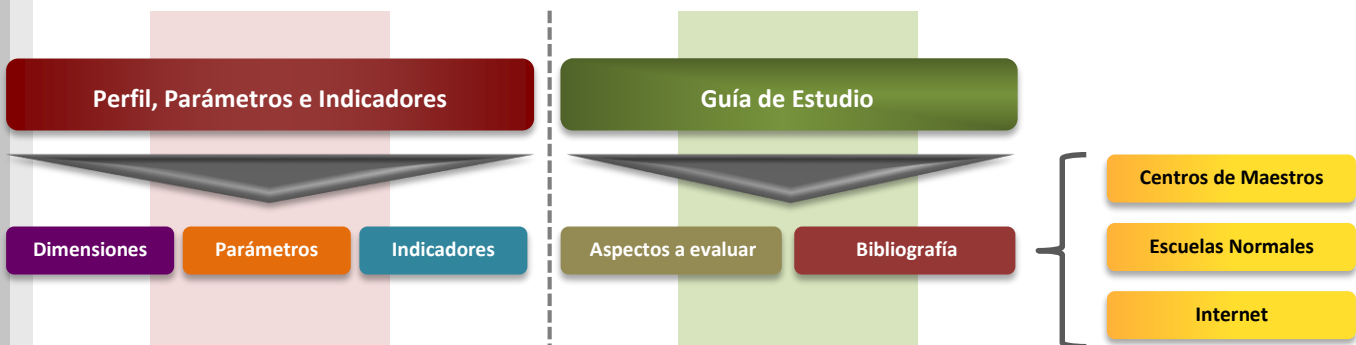 Perfil, Parámetros e Indicadores
Guía de Estudio
Dimensiones
Parámetros
Indicadores
Aspectos a evaluar
Bibliografía
Centros de Maestros
Escuelas Normales
Internet